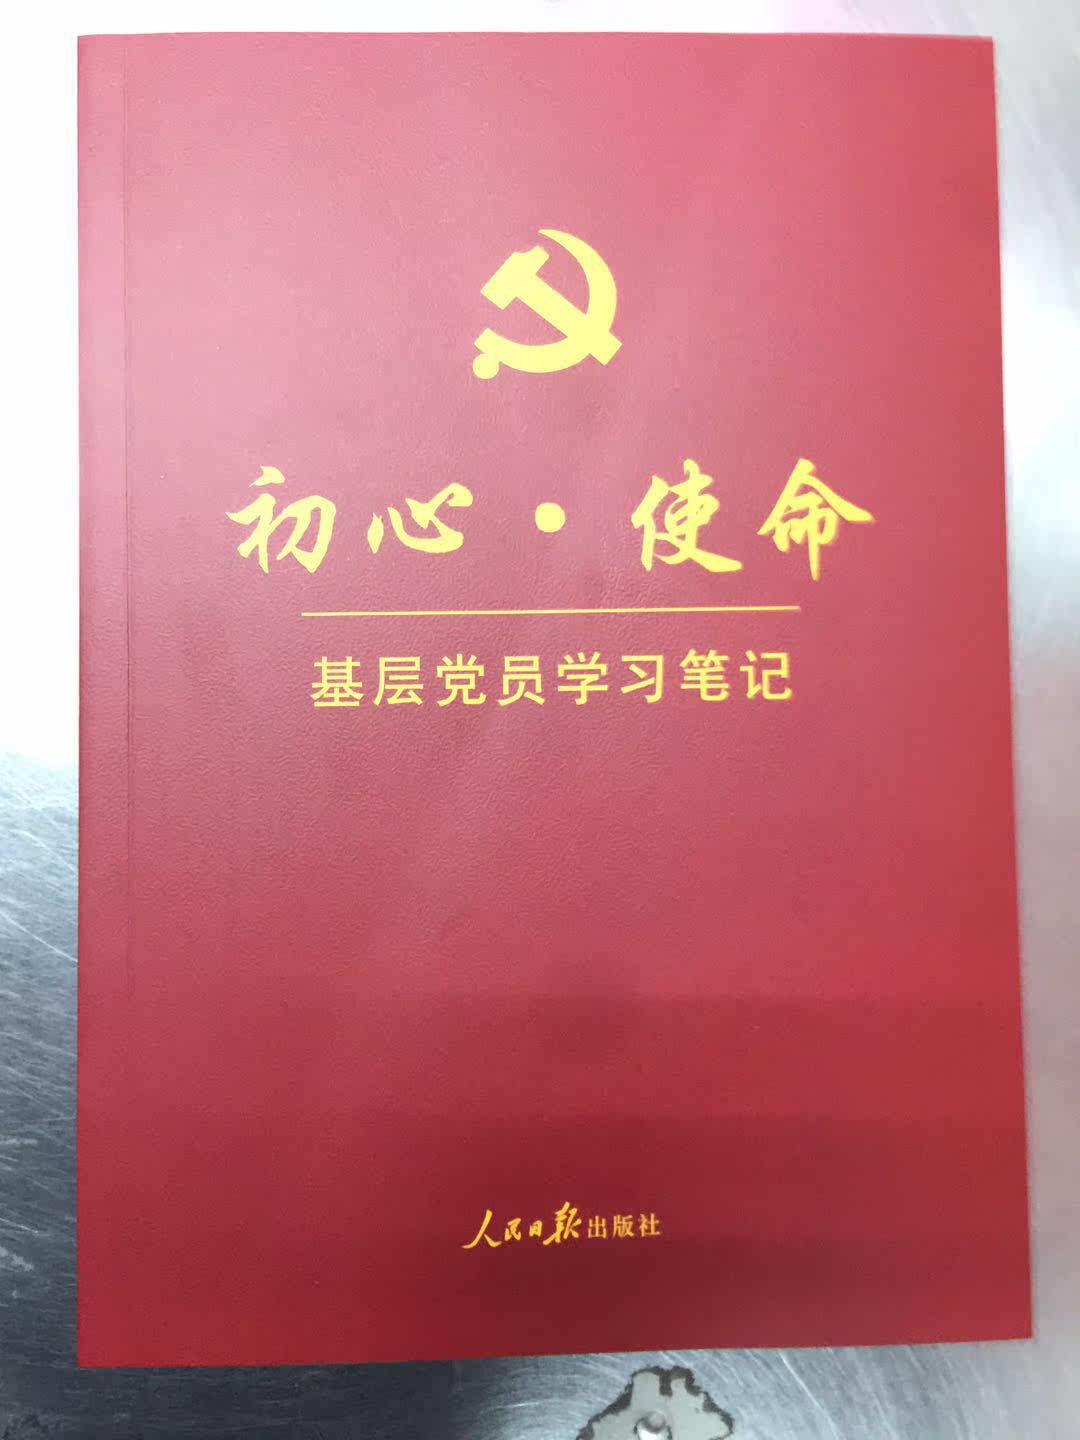 初心·使命
基层党员学习笔记
人民日报出版社